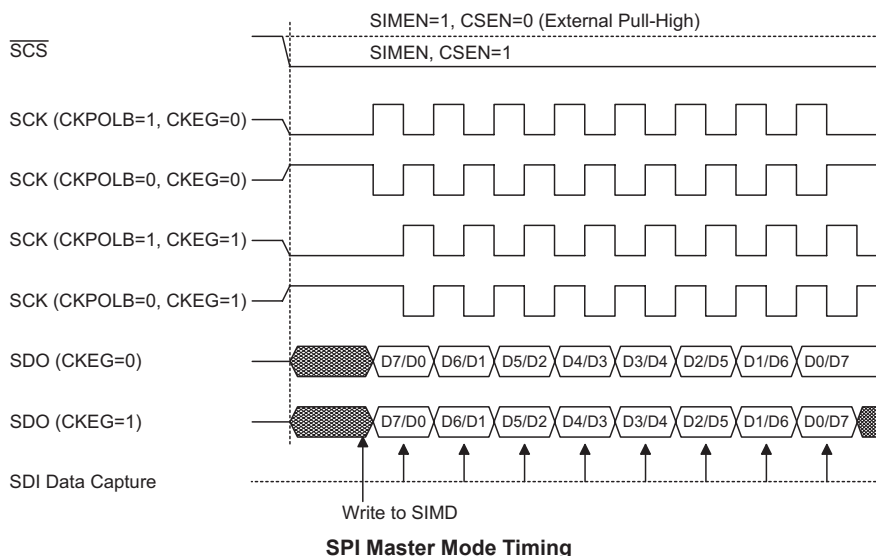 SIMEN=1, CSEN=0 (External Pull-High)
SCS
SIMEN, CSEN=1
SCK (CKPOLB=1, CKEG=0)
SCK (CKPOLB=0, CKEG=0)
SCK (CKPOLB=1, CKEG=1)
SCK (CKPOLB=0, CKEG=1)
SDO (CKEG=0) D7/D0 D6/D1 D5/D2 D4/D3 D3/D4 D2/D5 D1/D6 D0/D7
SDO (CKEG=1) D7/D0 D6/D1 D5/D2 D4/D3 D3/D4 D2/D5 D1/D6 D0/D7
SDI Data Capture
Write to SIMD
SPI Master Mode Timing